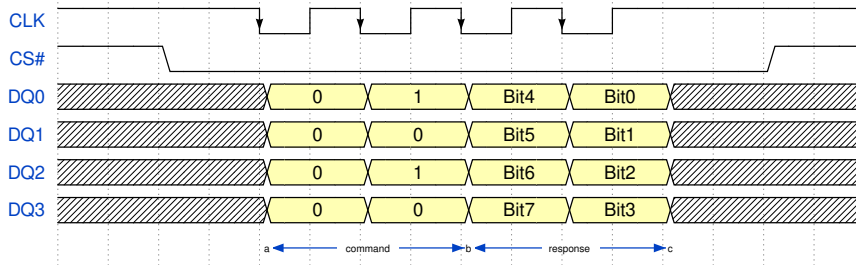 CLK
CS#
DQ0 0 1 Bit4 Bit0
DQ1 0 0 Bit5 Bit1
DQ2 0 1 Bit6 Bit2
DQ3 0 0 Bit7 Bit3
a command b response c